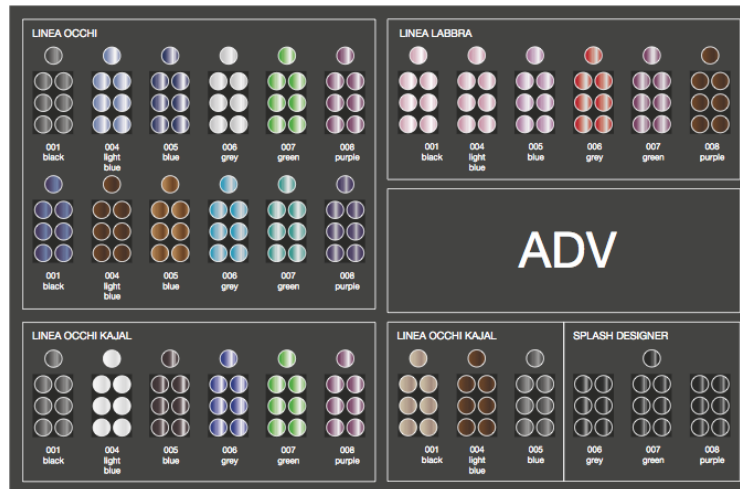 LINEA OCCHI
001 004 005 006 007 008
black light blue grey green purple
blue
001 004 005 006 007 008
black light blue grey green purple
blue
LINEA LABBRA
001 004 005 006 007 008
black light blue grey green purple
blue
ADV
LINEA OCCHI KAJAL
001 004 005 006 007 008
black light blue grey green purple
blue
LINEA OCCHI KAJAL
001 004 005
black light blue
blue
SPLASH DESIGNER
006 007 008
grey green purple